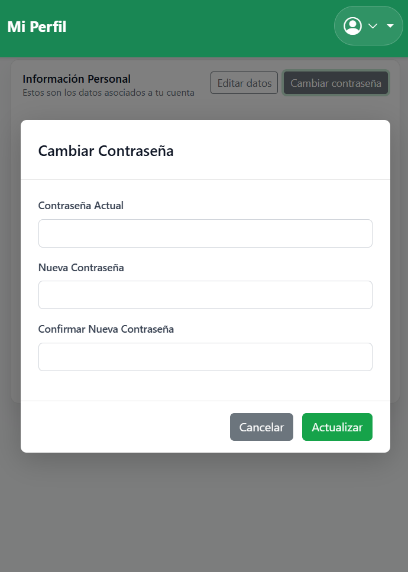 Mi Perfil
Información Personal
Estos son los datos asociados a tu cuenta
Editar datos
Cambiar contraseña
Cambiar Contraseña
Contraseña Actual
Nueva Contraseña
Confirmar Nueva Contraseña
Cancelar
Actualizar